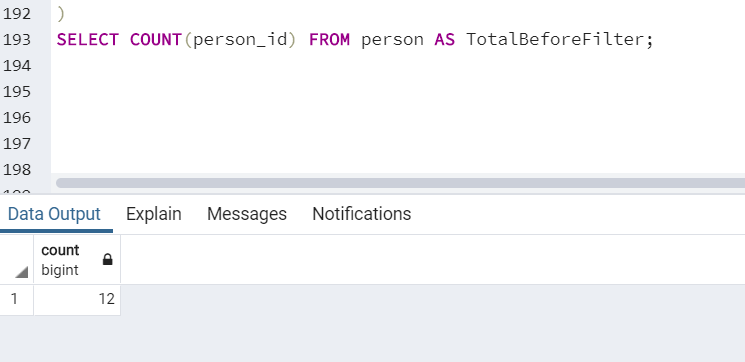 192 )
193 SELECT COUNT(person_id) FROM person AS TotalBeforeFilter;
194
195
196
197
198
Data Output Explain Messages Notifications
count
bigint
1 12